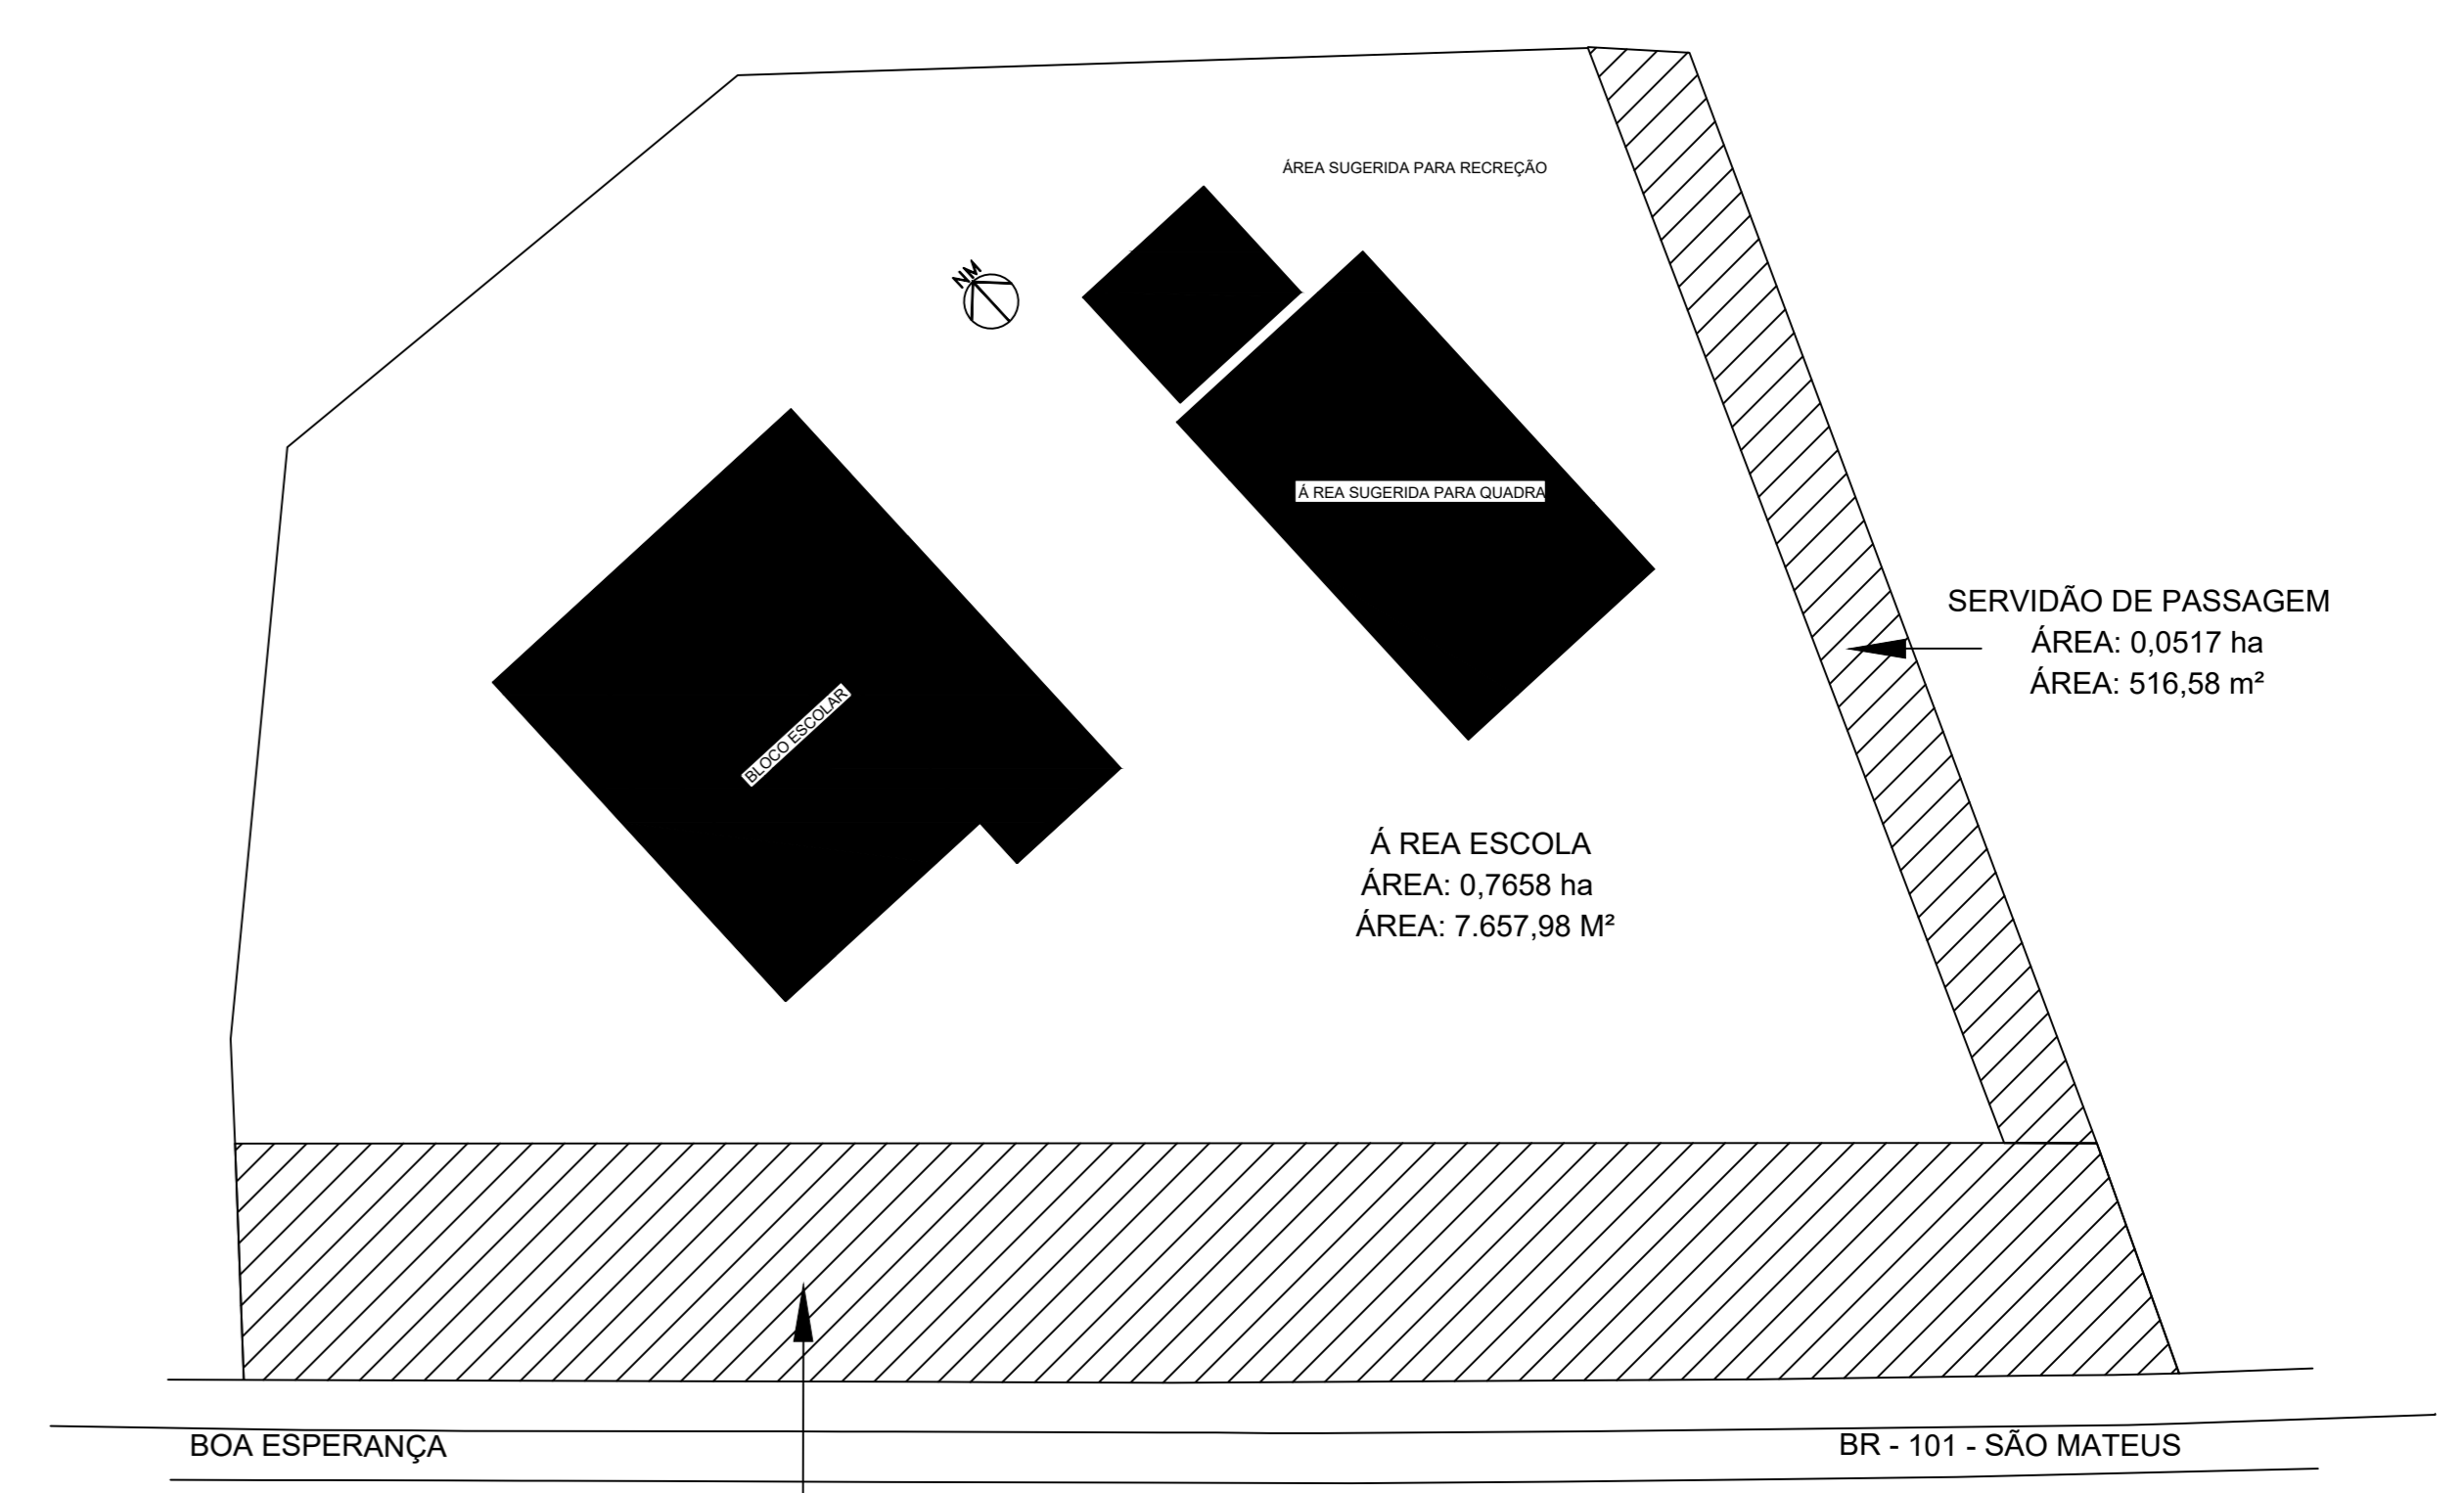 ÁREA SUGERIDA PARA RECREÇÃO
NM
Á REA SUGERIDA PARA QUADRA
SERVIDÃO DE PASSAGEM
ÁREA: 0,0517 ha
ÁREA: 516,58 m²
BLOCO ESCOLAR
Á REA ESCOLA
ÁREA: 0,7658 ha
ÁREA: 7.657,98 M²
BOA ESPERANÇA
BR - 101 - SÃO MATEUS